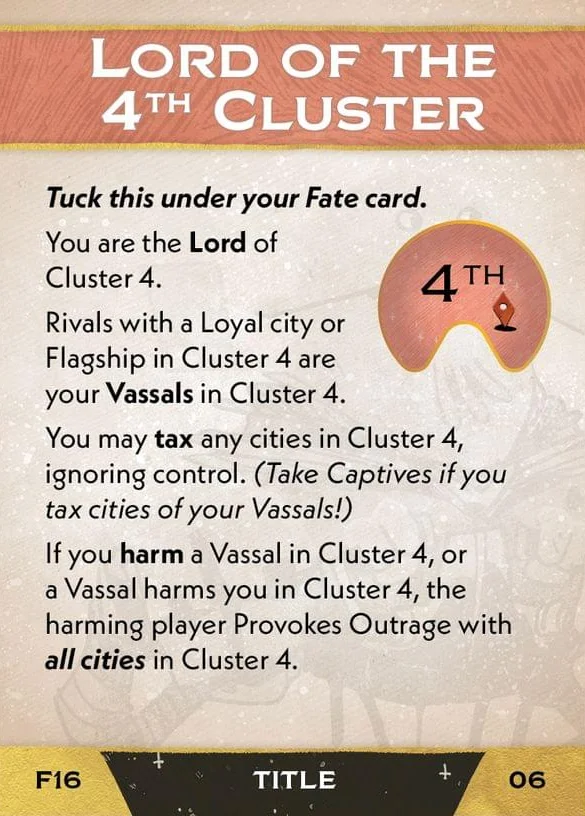 LORD OF THE
4TH CLUSTER
Tuck this under your Fate card.
You are the Lord of
Cluster 4.
4TH
Rivals with a Loyal city or
Flagship in Cluster 4 are
your Vassals in Cluster 4.
You may tax any cities in Cluster 4,
ignoring control. (Take Captives if you
tax cities of your Vassals!)
If you harm a Vassal in Cluster 4, or
a Vassal harms you in Cluster 4, the
harming player Provokes Outrage with
all cities in Cluster 4.
F16 TITLE 06